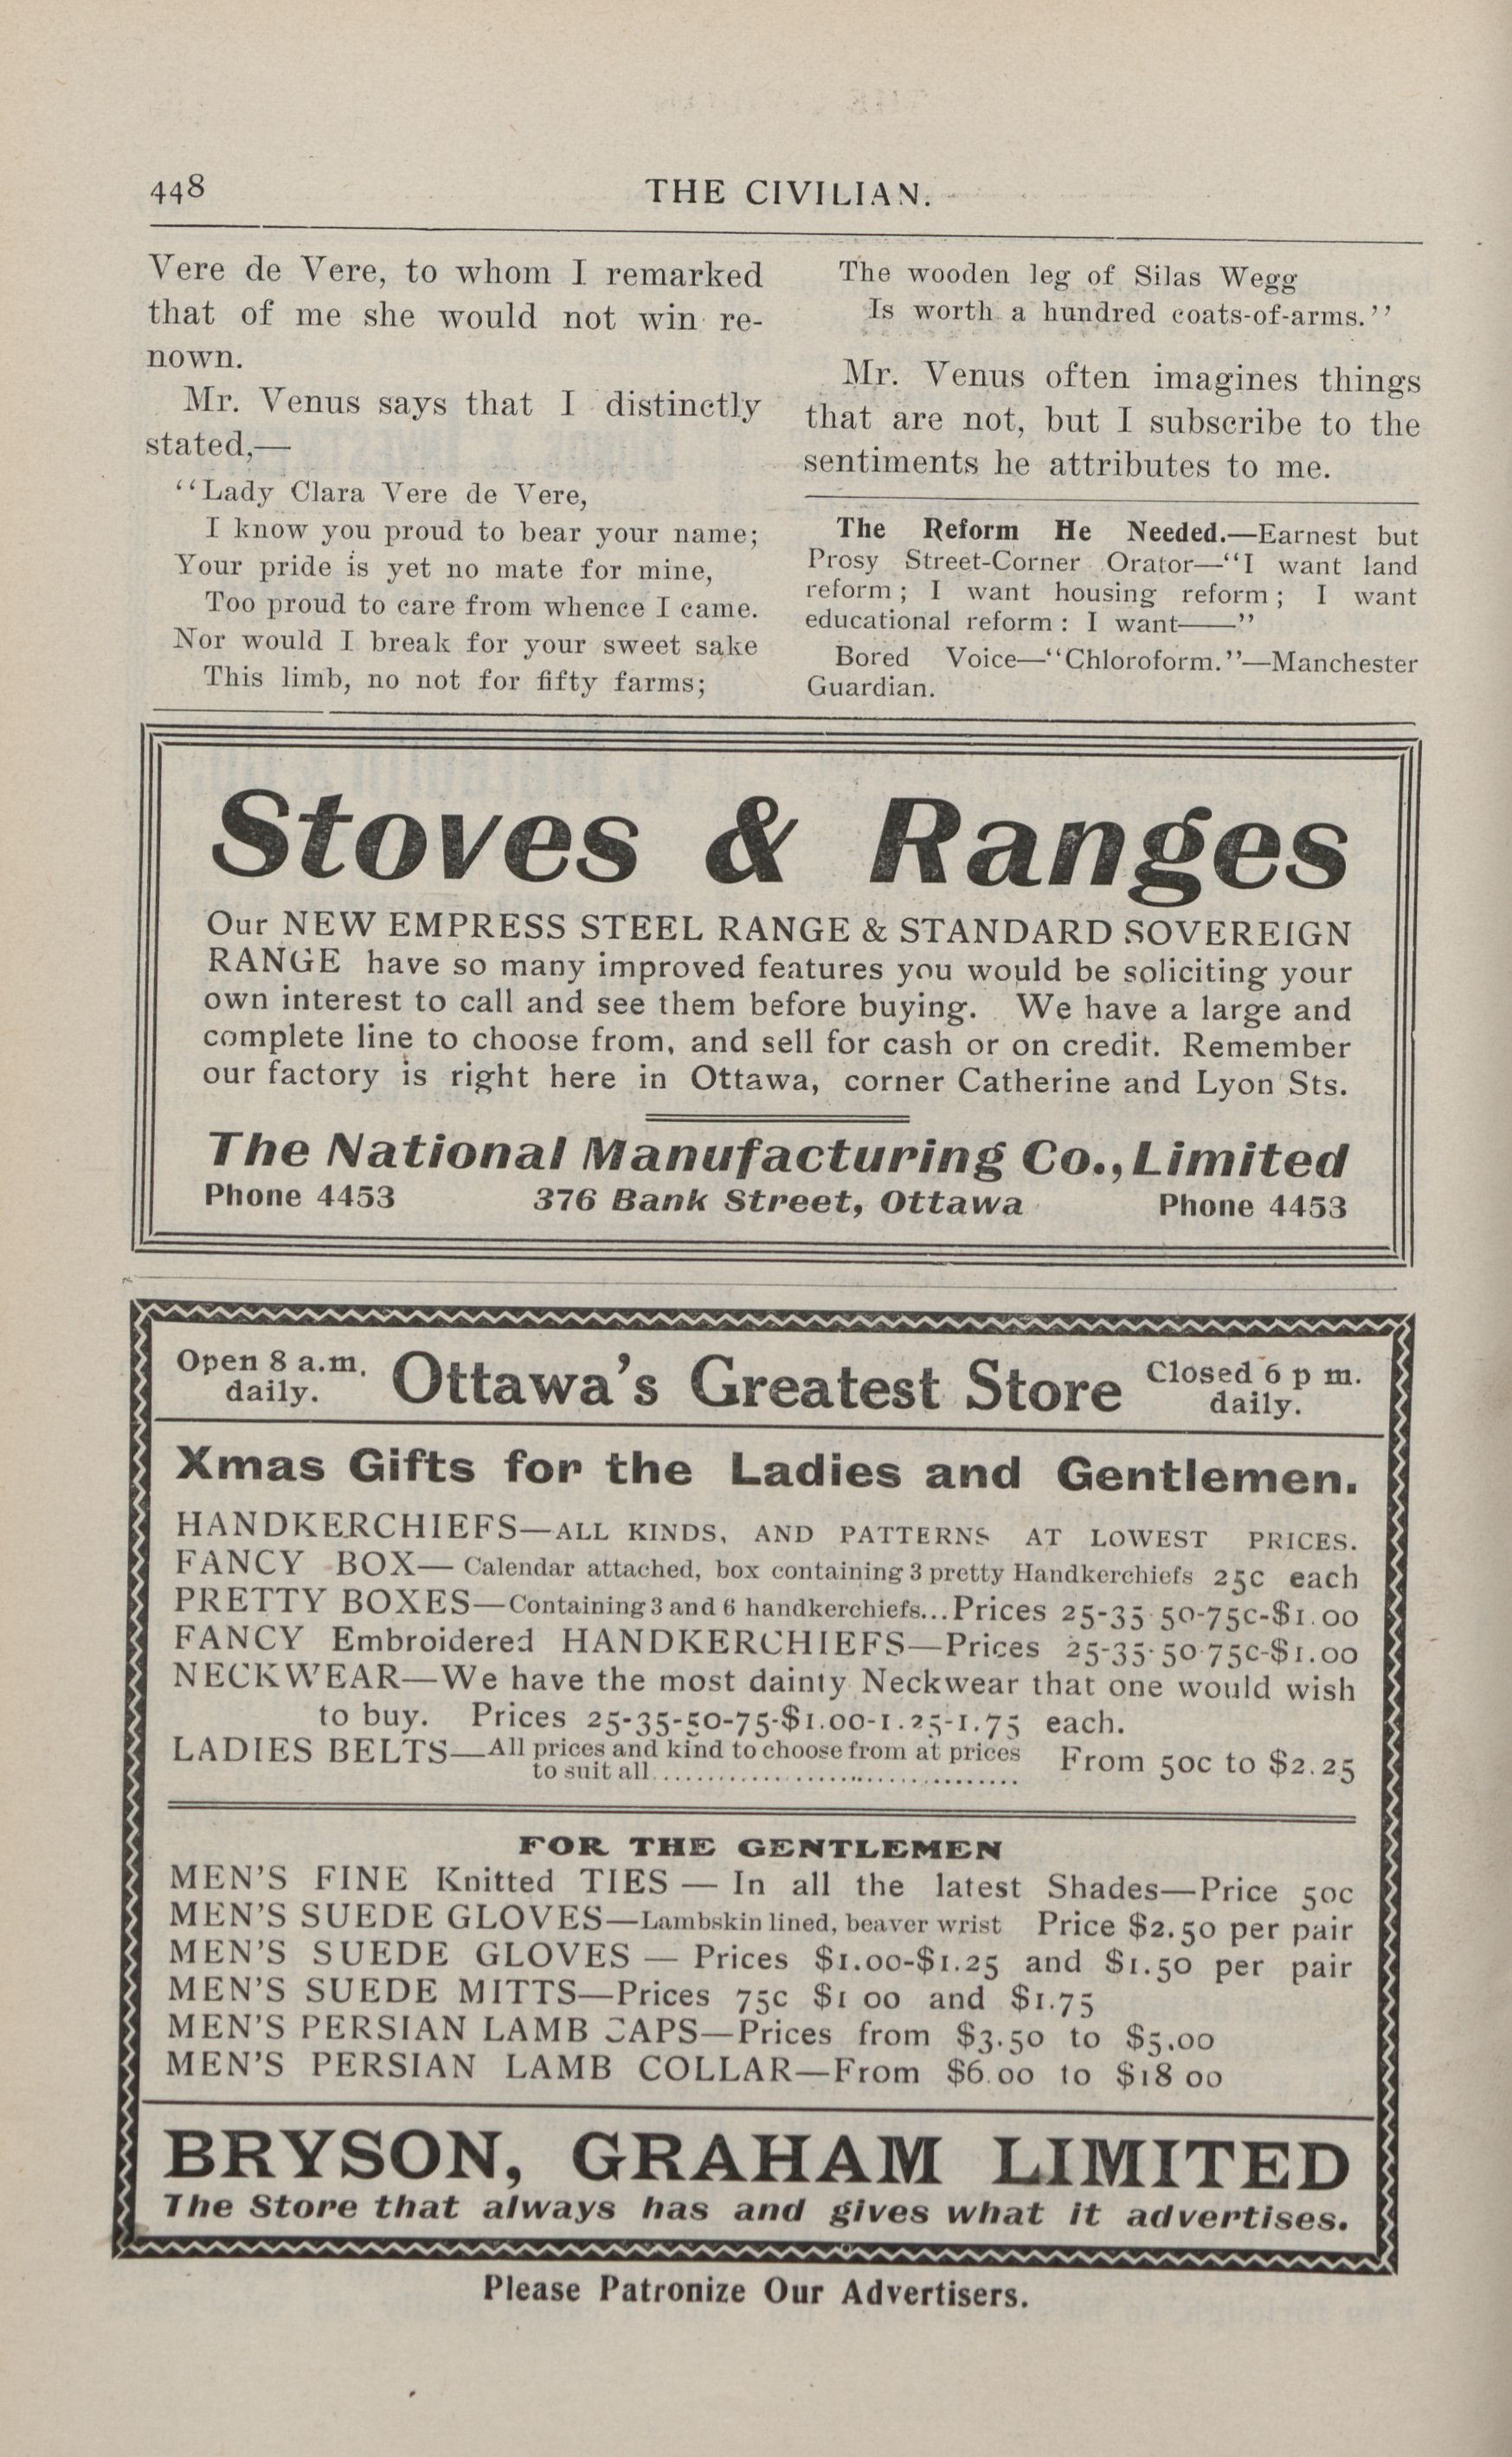 448
THE CIVILIAN.
Vere de Vere, to whom I remarked
that of me she would not win re-
nown.
Mr. Venus says that I distinctly
stated,—
"Lady Clara Vere de Vere,
I know you proud to bear your name;
Your pride is yet no mate for mine,
Too proud to care from whence I came.
Nor would I break for your sweet sake
This limb, no not for fifty farms;
The wooden leg of Silas Wegg
Is worth a hundred coats-of-arms."
Mr. Venus often imagines things
that are not, but I subscribe to the
sentiments he attributes to me.
The Reform He Needed.—Earnest but
Prosy Street-Corner Orator—"I want land
reform; I want housing reform; I want
educational reform: I want——"
Bored Voice—"Chloroform."—Manchester
Guardian.
Stoves & Ranges
Our NEW EMPRESS STEEL RANGE & STANDARD SOVEREIGN
RANGE have so many improved features you would be soliciting your
own interest to call and see them before buying. We have a large and
complete line to choose from, and sell for cash or on credit. Remember
our factory is right here in Ottawa, corner Catherine and Lyon Sts.
The National Manufacturing Co., Limited
Phone 4453 376 Bank Street, Ottawa Phone 4453
Open 8 a.m. daily. Ottawa's Greatest Store Closed 6 p m. daily.
Xmas Gifts for the Ladies and Gentlemen.
HANDKERCHIEFS—ALL KINDS, AND PATTERNS AT LOWEST PRICES.
FANCY BOX—Calendar attached, box containing 3 pretty Handkerchiefs 25c each
PRETTY BOXES—Containing 3 and 6 handkerchiefs...Prices 25-35 50-75c-$1.00
FANCY Embroidered HANDKERCHIEFS—Prices 25-35-50-75c-$1.00
NECKWEAR—We have the most dainty Neckwear that one would wish
to buy. Prices 25-35-50-75-$1.00-1.25-1.75 each.
LADIES BELTS—All prices and kind to choose from at prices
to suit all.......................................... From 50c to $2.25
FOR THE GENTLEMEN
MEN'S FINE Knitted TIES — In all the latest Shades—Price 50c
MEN'S SUEDE GLOVES—Lambskin lined, beaver wrist Price $2.50 per pair
MEN'S SUEDE GLOVES — Prices $1.00-$1.25 and $1.50 per pair
MEN'S SUEDE MITTS—Prices 75c $1 00 and $1.75
MEN'S PERSIAN LAMB CAPS—Prices from $3.50 to $5.00
MEN'S PERSIAN LAMB COLLAR—From $6.00 to $18 00
BRYSON, GRAHAM LIMITED
The Store that always has and gives what it advertises.
Please Patronize Our Advertisers.